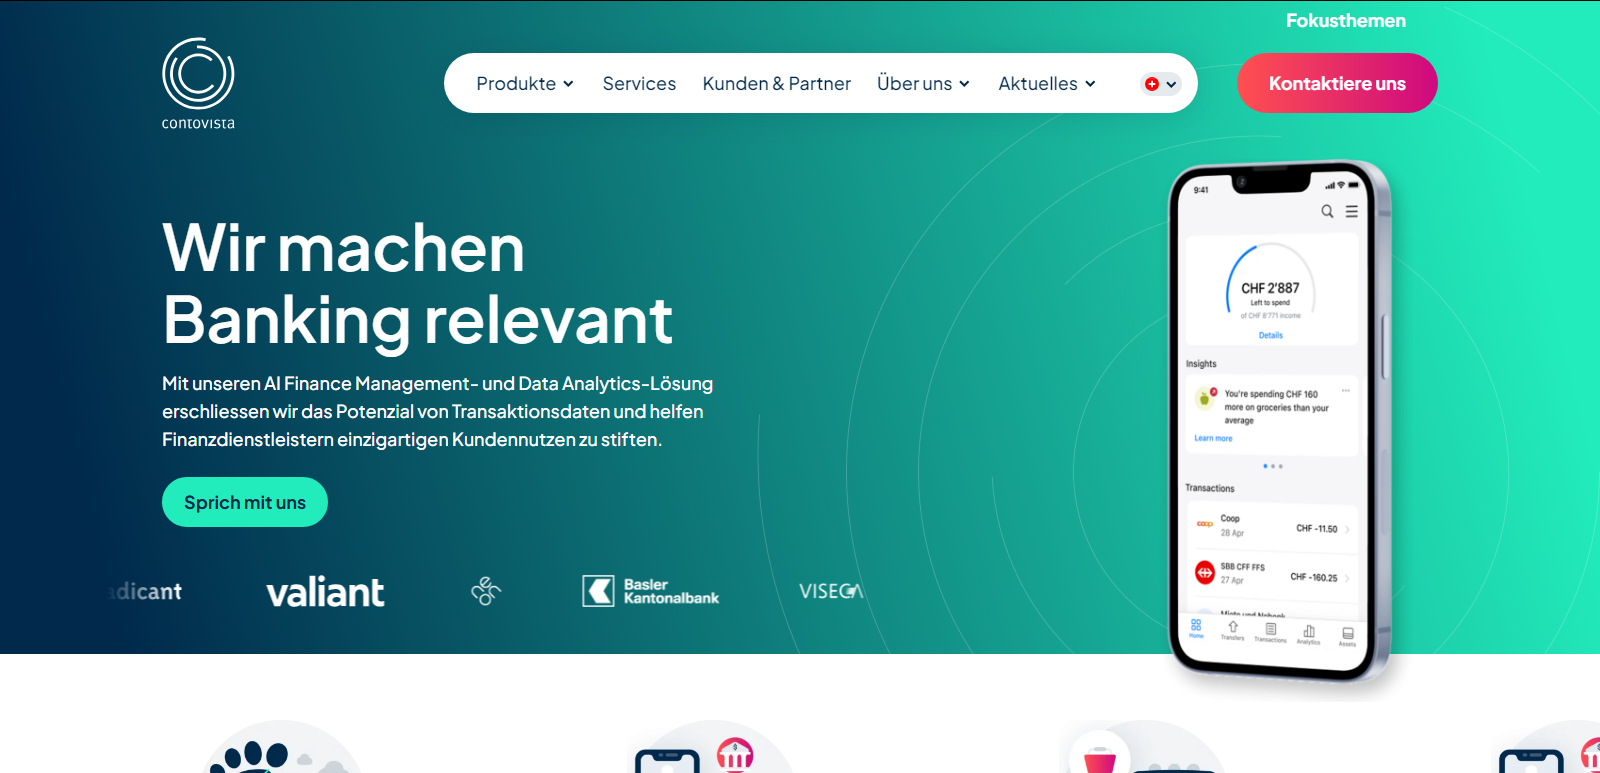 Fokusthemen
contovista
Produkte
Services
Kunden & Partner
Über uns
Aktuelles
Kontaktiere uns
Wir machen
Banking relevant
Mit unseren AI Finance Management- und Data Analytics-Lösung
erschliessen wir das Potenzial von Transaktionsdaten und helfen
Finanzdienstleistern einzigartigen Kundennutzen zu stiften.
Sprich mit uns
adicant
valiant
Basler
Kantonalbank
VISECA
9:41
CHF 2'887
Left to spend
of CHF 8'771 income
Details
Insights
You're spending CHF 160
more on groceries than your
average
Learn more
Transactions
coop
Coop
CHF -11.50
28 Apr
SBB CFF FFS
CHF -160.25
27 Apr
Home
Transfers
Transactions
Analytics
Assets